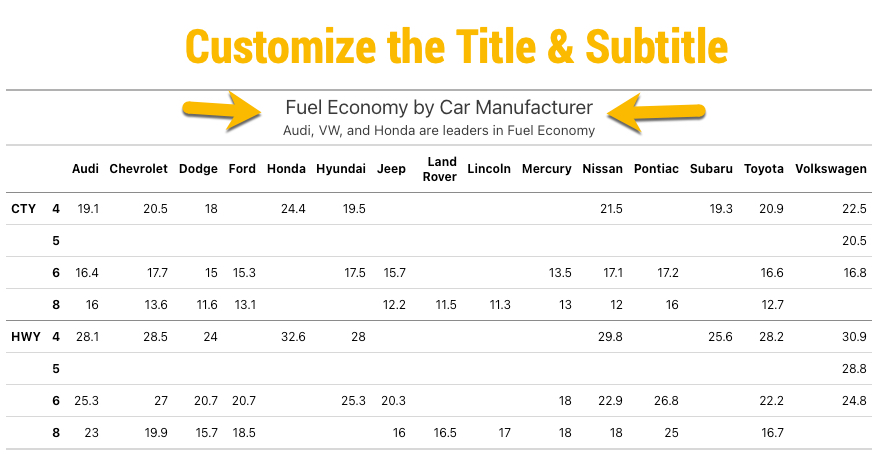 Customize the Title & Subtitle
Fuel Economy by Car Manufacturer
Audi, VW, and Honda are leaders in Fuel Economy
Audi Chevrolet Dodge Ford Honda Hyundai Jeep Land Rover Lincoln Mercury Nissan Pontiac Subaru Toyota Volkswagen
CTY 4 19.1 20.5 18 24.4 19.5 21.5 19.3 20.9 22.5
5 20.5
6 16.4 17.7 15 15.3 17.5 15.7 13.5 17.1 17.2 16.6 16.8
8 16 13.6 11.6 13.1 12.2 11.5 11.3 13 12 16 12.7
HWY 4 28.1 28.5 24 32.6 28 29.8 25.6 28.2 30.9
5 28.8
6 25.3 27 20.7 20.7 25.3 20.3 18 22.9 26.8 22.2 24.8
8 23 19.9 15.7 18.5 16 16.5 17 18 18 25 16.7